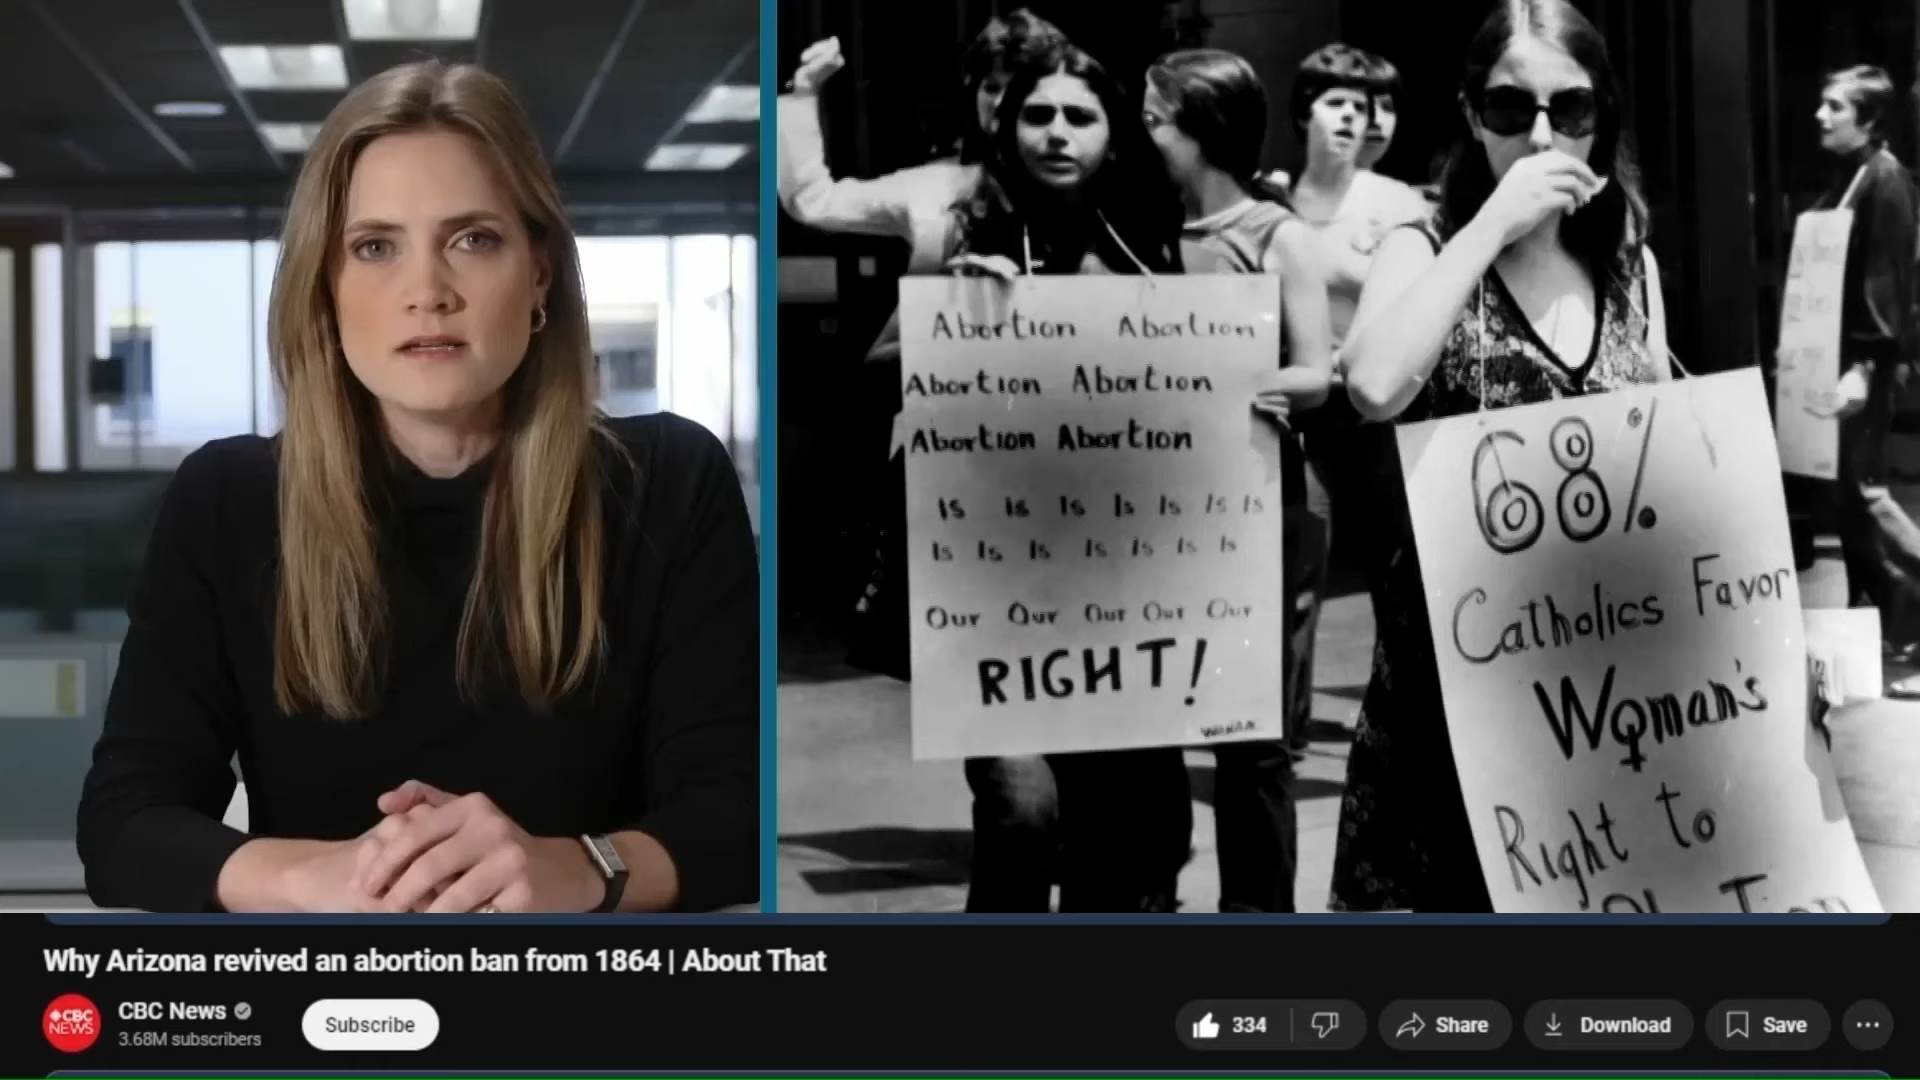 Abortion Abortion
Abortion Abortion
Abortion Abortion
Is Is Is Is Is Is Is
Is Is Is Is Is Is Is
Our Our Our Our Our
RIGHT!
68%
Catholics Favor
Woman's
Right to
Why Arizona revived an abortion ban from 1864 | About That
CBC
NEWS
CBC News
3.68M subscribers
Subscribe
334
Share
Download
Save